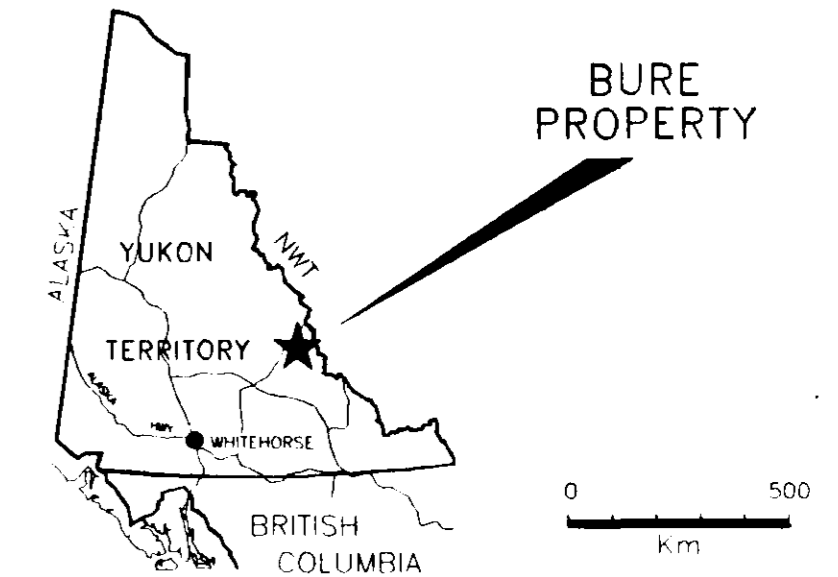 BURE
PROPERTY
ALASKA
YUKON
NWT
TERRITORY
ALASKA
HWY
WHITEHORSE
0 500
Km
BRITISH
COLUMBIA